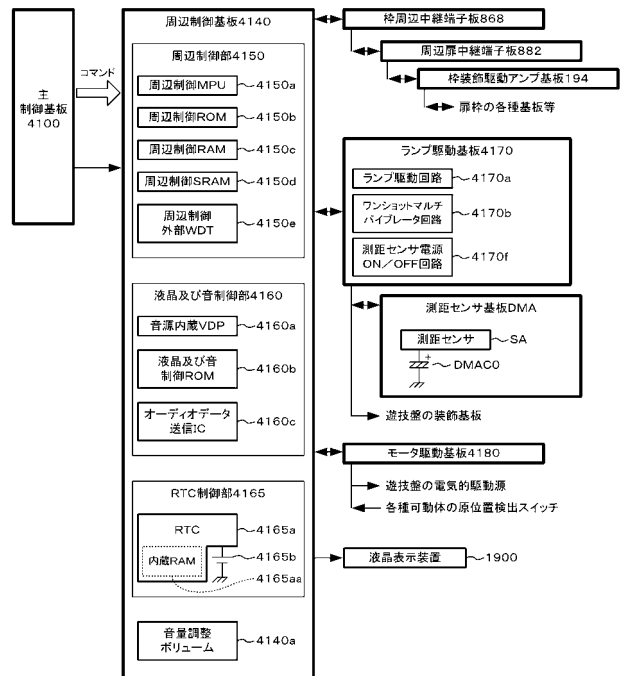 主
制御基板
4100
コマンド
周辺制御基板4140
周辺制御部4150
周辺制御MPU
4150a
周辺制御ROM
4150b
周辺制御RAM
4150c
周辺制御SRAM
4150d
周辺制御
外部WDT
4150e
液晶及び音制御部4160
音源内蔵VDP
4160a
液晶及び音
制御ROM
4160b
オーディオデータ
送信IC
4160c
RTC制御部4165
RTC
4165a
内蔵RAM
4165b
4165aa
音量調整
ボリューム
4140a
枠周辺中継端子板868
周辺扉中継端子板882
枠装飾駆動アンプ基板194
扉枠の各種基板等
ランプ駆動基板4170
ランプ駆動回路
4170a
ワンショットマルチ
バイブレータ回路
4170b
測距センサ電源
ON／OFF回路
4170f
測距センサ基板DMA
測距センサ
SA
+
DMAC0
遊技盤の装飾基板
モータ駆動基板4180
遊技盤の電気的駆動源
各種可動体の原位置検出スイッチ
液晶表示装置
1900